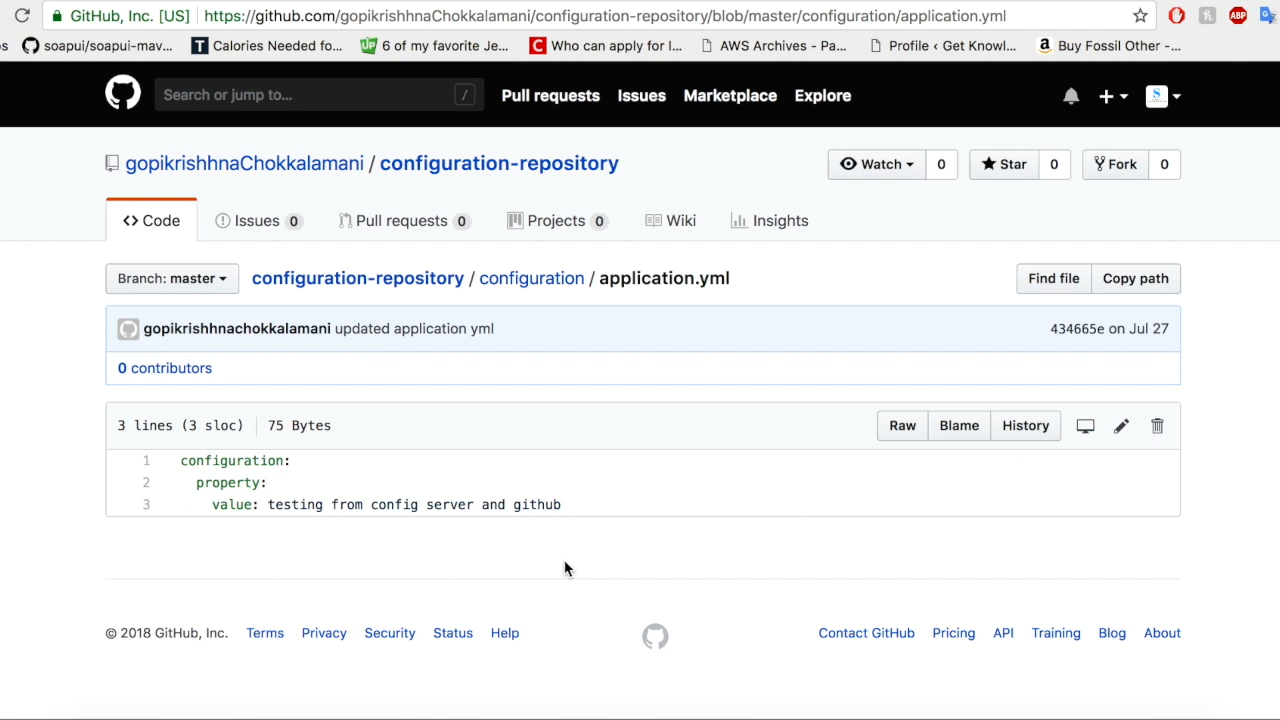 GitHub, Inc. [US] https://github.com/gopikrishhnaChokkalamani/configuration-repository/blob/master/configuration/application.yml
ABP
s soapui/soapui-mav... T Calories Needed fo... UP 6 of my favorite Je... C Who can apply for I... AWS Archives - Pa... Profile ‹ Get Knowl... a Buy Fossil Other -...
Search or jump to... / Pull requests Issues Marketplace Explore
gopikrishhnaChokkalamani / configuration-repository Watch 0 Star 0 Fork 0
Code Issues 0 Pull requests 0 Projects 0 Wiki Insights
Branch: master configuration-repository / configuration / application.yml Find file Copy path
gopikrishhnachokkalamani updated application yml 434665e on Jul 27
0 contributors
3 lines (3 sloc) 75 Bytes Raw Blame History
1 configuration:
2 property:
3 value: testing from config server and github
© 2018 GitHub, Inc. Terms Privacy Security Status Help Contact GitHub Pricing API Training Blog About